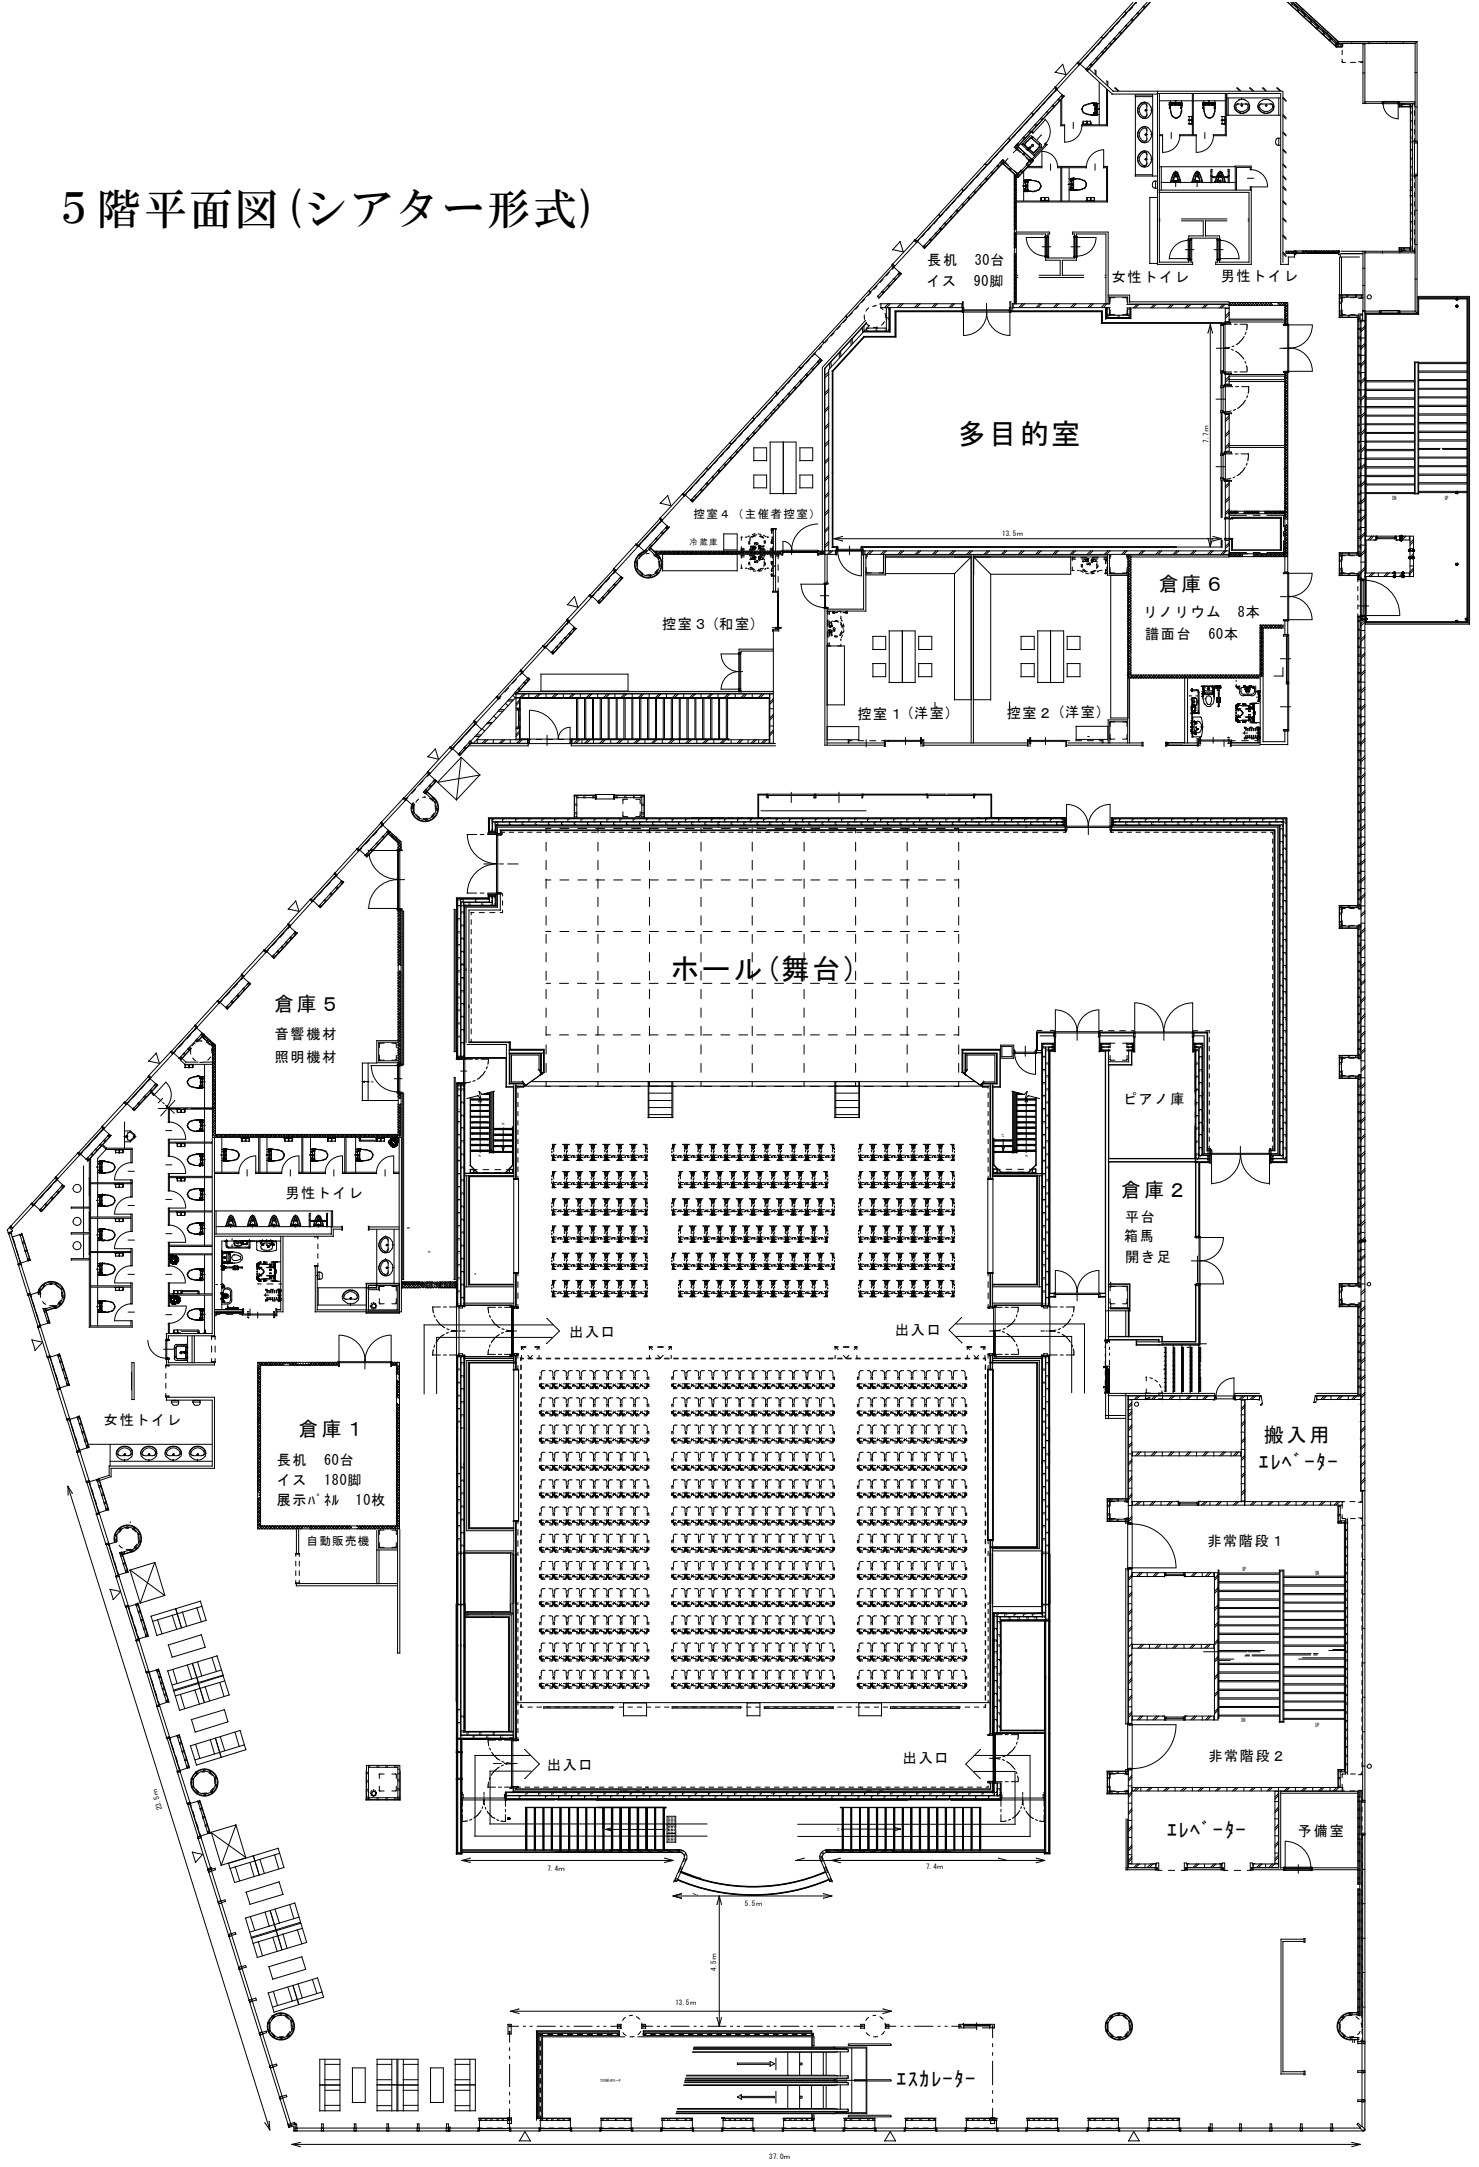 5階平面図(シアター形式)
長机 30台
イス 90脚
女性トイレ
男性トイレ
多目的室
7.7m
13.5m
控室4（主催者控室）
冷蔵庫
控室3（和室）
倉庫6
リノリウム 8本
譜面台 60本
控室1（洋室）
控室2（洋室）
ホール(舞台)
倉庫5
音響機材
照明機材
ピアノ庫
男性トイレ
倉庫2
平台
箱馬
開き足
出入口
出入口
女性トイレ
倉庫1
長机 60台
イス 180脚
展示ﾊﾟﾈﾙ 10枚
自動販売機
搬入用
ｴﾚﾍﾞｰﾀｰ
非常階段1
非常階段2
出入口
出入口
ｴﾚﾍﾞｰﾀｰ
予備室
7.4m
7.4m
5.5m
4.5m
13.5m
ｴｽｶﾚｰﾀｰ
37.0m